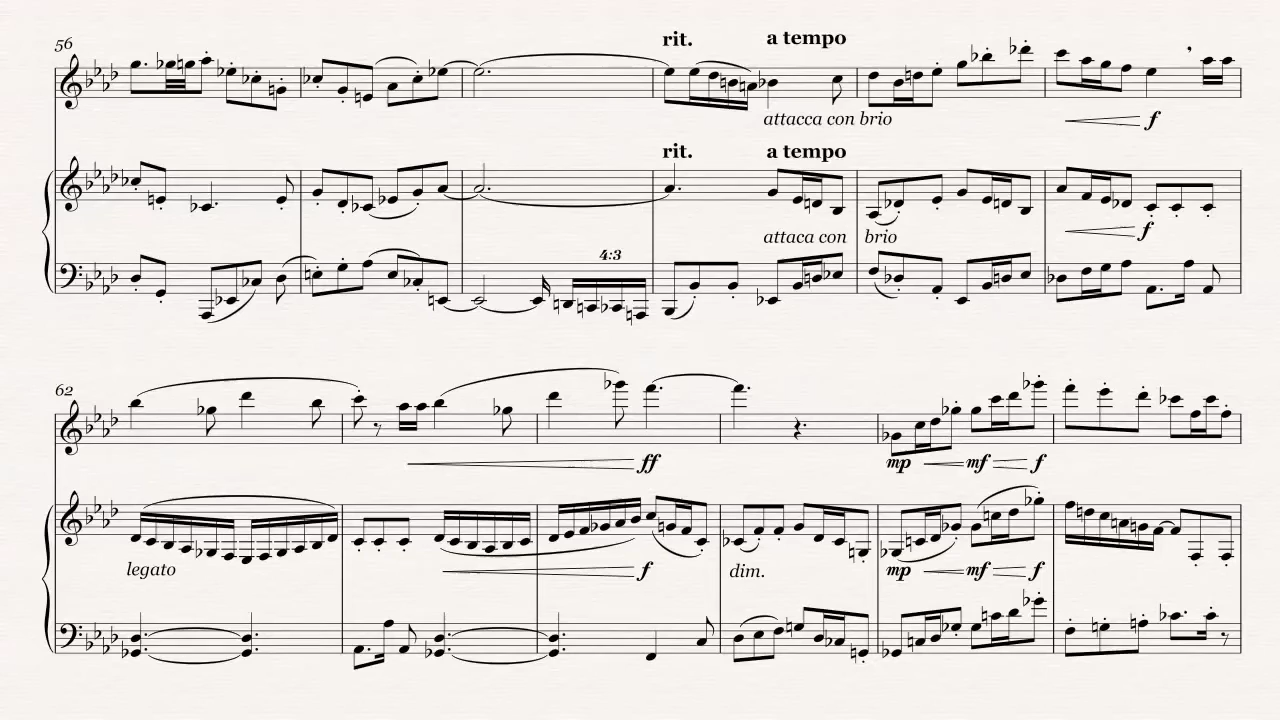 56
rit. a tempo
attacca con brio
f
rit. a tempo
attaca con brio
f
4:3
62
ff
mp mf f
legato
f
dim.
mp mf f